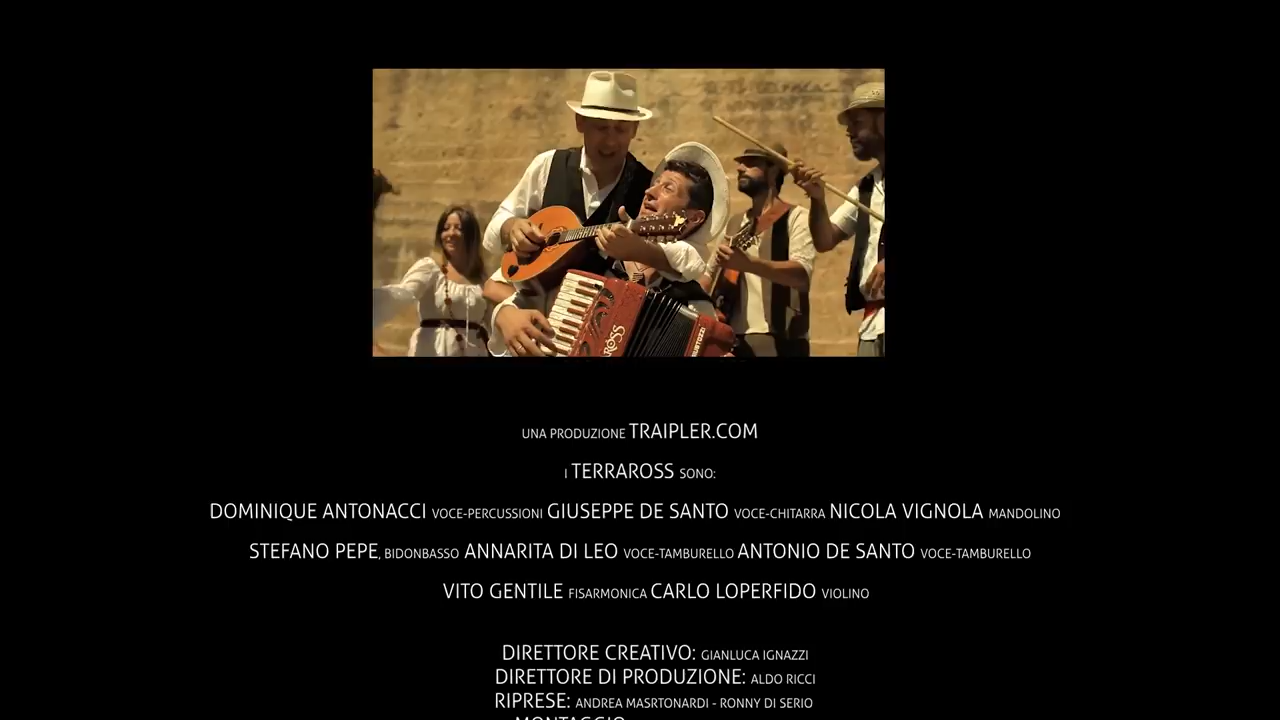 UNA PRODUZIONE TRAIPLER.COM
I TERRAROSS SONO:
DOMINIQUE ANTONACCI VOCE-PERCUSSIONI GIUSEPPE DE SANTO VOCE-CHITARRA NICOLA VIGNOLA MANDOLINO
STEFANO PEPE, BIDONBASSO ANNARITA DI LEO VOCE-TAMBURELLO ANTONIO DE SANTO VOCE-TAMBURELLO
VITO GENTILE FISARMONICA CARLO LOPERFIDO VIOLINO
DIRETTORE CREATIVO: GIANLUCA IGNAZZI
DIRETTORE DI PRODUZIONE: ALDO RICCI
RIPRESE: ANDREA MASRTONARDI - RONNY DI SERIO